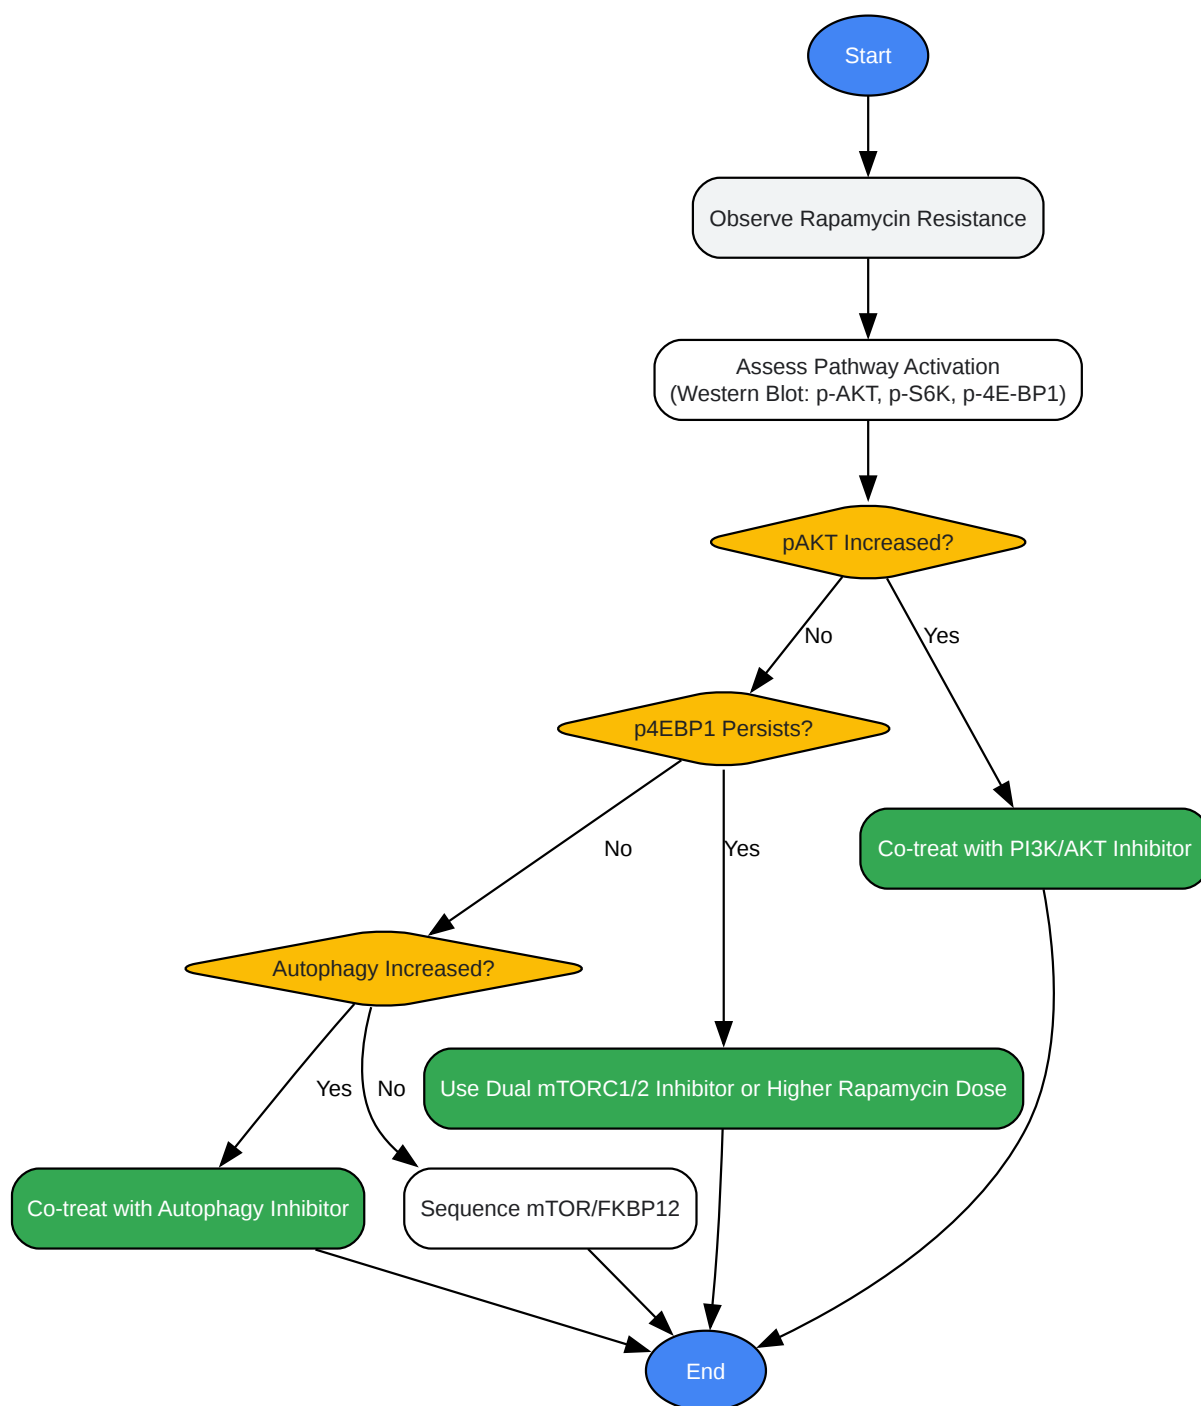 Start
Observe Rapamycin Resistance
Assess Pathway Activation
(Western Blot: p-AKT, p-S6K, p-4E-BP1)
pAKT Increased?
No
Yes
p4EBP1 Persists?
No
Yes
Co-treat with PI3K/AKT Inhibitor
Autophagy Increased?
Yes
No
Use Dual mTORC1/2 Inhibitor or Higher Rapamycin Dose
Co-treat with Autophagy Inhibitor
Sequence mTOR/FKBP12
End